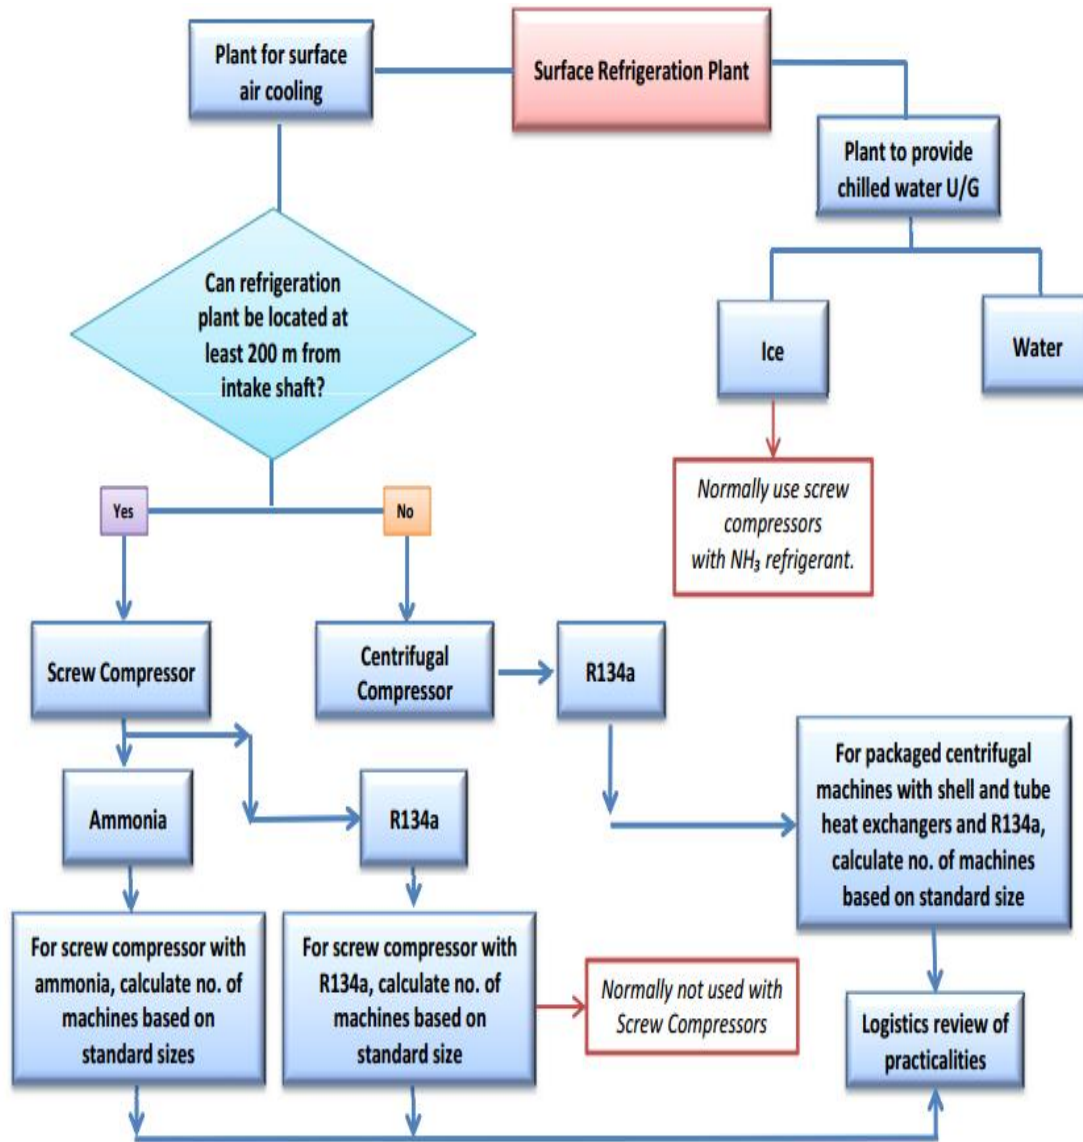 Plant for surface
air cooling
Surface Refrigeration Plant
Plant to provide
chilled water U/G
Can refrigeration
plant be located at
least 200 m from
intake shaft?
Ice
Water
Normally use screw
compressors
with NH₃ refrigerant.
Yes
No
Screw Compressor
Centrifugal
Compressor
R134a
Ammonia
R134a
For packaged centrifugal
machines with shell and tube
heat exchangers and R134a,
calculate no. of machines
based on standard size
For screw compressor with
ammonia, calculate no. of
machines based on
standard sizes
For screw compressor with
R134a, calculate no. of
machines based on
standard size
Normally not used with
Screw Compressors
Logistics review of
practicalities